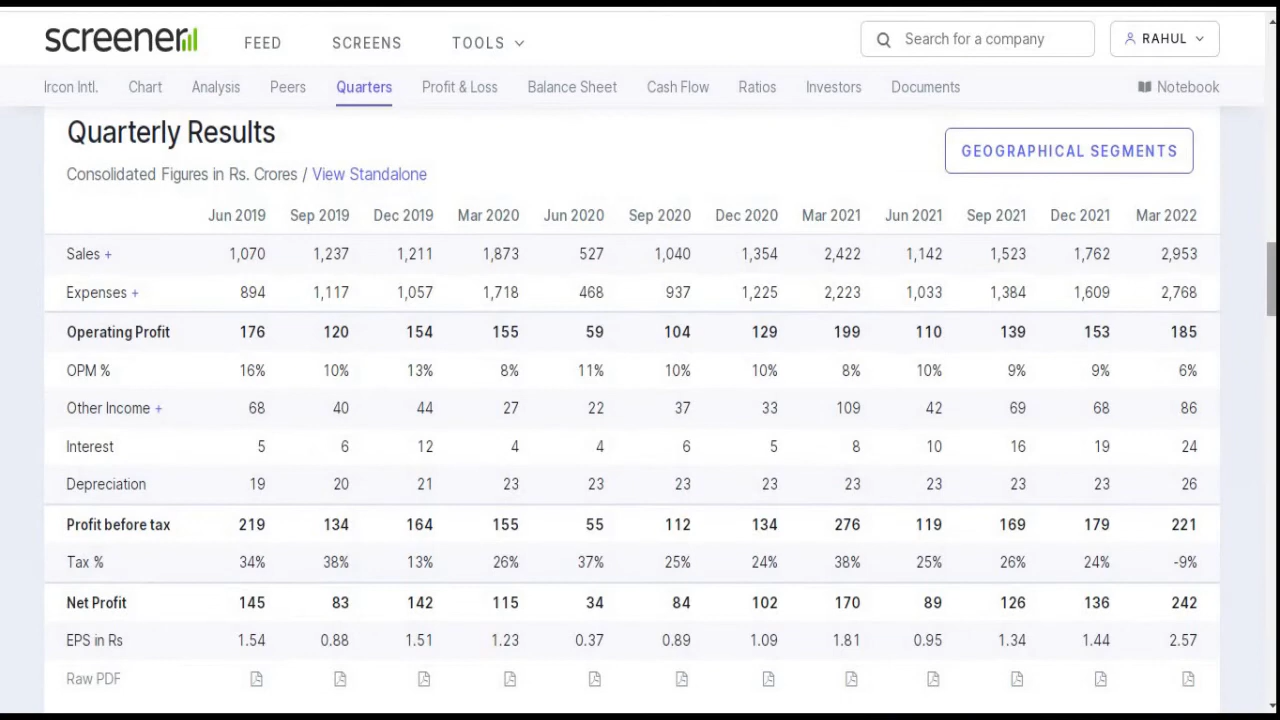 screener FEED SCREENS TOOLS Search for a company RAHUL
Ircon Intl. Chart Analysis Peers Quarters Profit & Loss Balance Sheet Cash Flow Ratios Investors Documents Notebook
Quarterly Results
GEOGRAPHICAL SEGMENTS
Consolidated Figures in Rs. Crores / View Standalone
Jun 2019 Sep 2019 Dec 2019 Mar 2020 Jun 2020 Sep 2020 Dec 2020 Mar 2021 Jun 2021 Sep 2021 Dec 2021 Mar 2022
Sales + 1,070 1,237 1,211 1,873 527 1,040 1,354 2,422 1,142 1,523 1,762 2,953
Expenses + 894 1,117 1,057 1,718 468 937 1,225 2,223 1,033 1,384 1,609 2,768
Operating Profit 176 120 154 155 59 104 129 199 110 139 153 185
OPM % 16% 10% 13% 8% 11% 10% 10% 8% 10% 9% 9% 6%
Other Income + 68 40 44 27 22 37 33 109 42 69 68 86
Interest 5 6 12 4 4 6 5 8 10 16 19 24
Depreciation 19 20 21 23 23 23 23 23 23 23 23 26
Profit before tax 219 134 164 155 55 112 134 276 119 169 179 221
Tax % 34% 38% 13% 26% 37% 25% 24% 38% 25% 26% 24% -9%
Net Profit 145 83 142 115 34 84 102 170 89 126 136 242
EPS in Rs 1.54 0.88 1.51 1.23 0.37 0.89 1.09 1.81 0.95 1.34 1.44 2.57
Raw PDF